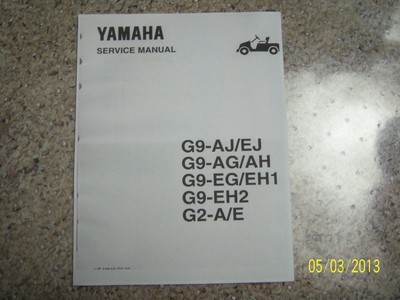 YAMAHA
SERVICE MANUAL
G9-AJ/EJ
G9-AG/AH
G9-EG/EH1
G9-EH2
G2-A/E
05/03/2013